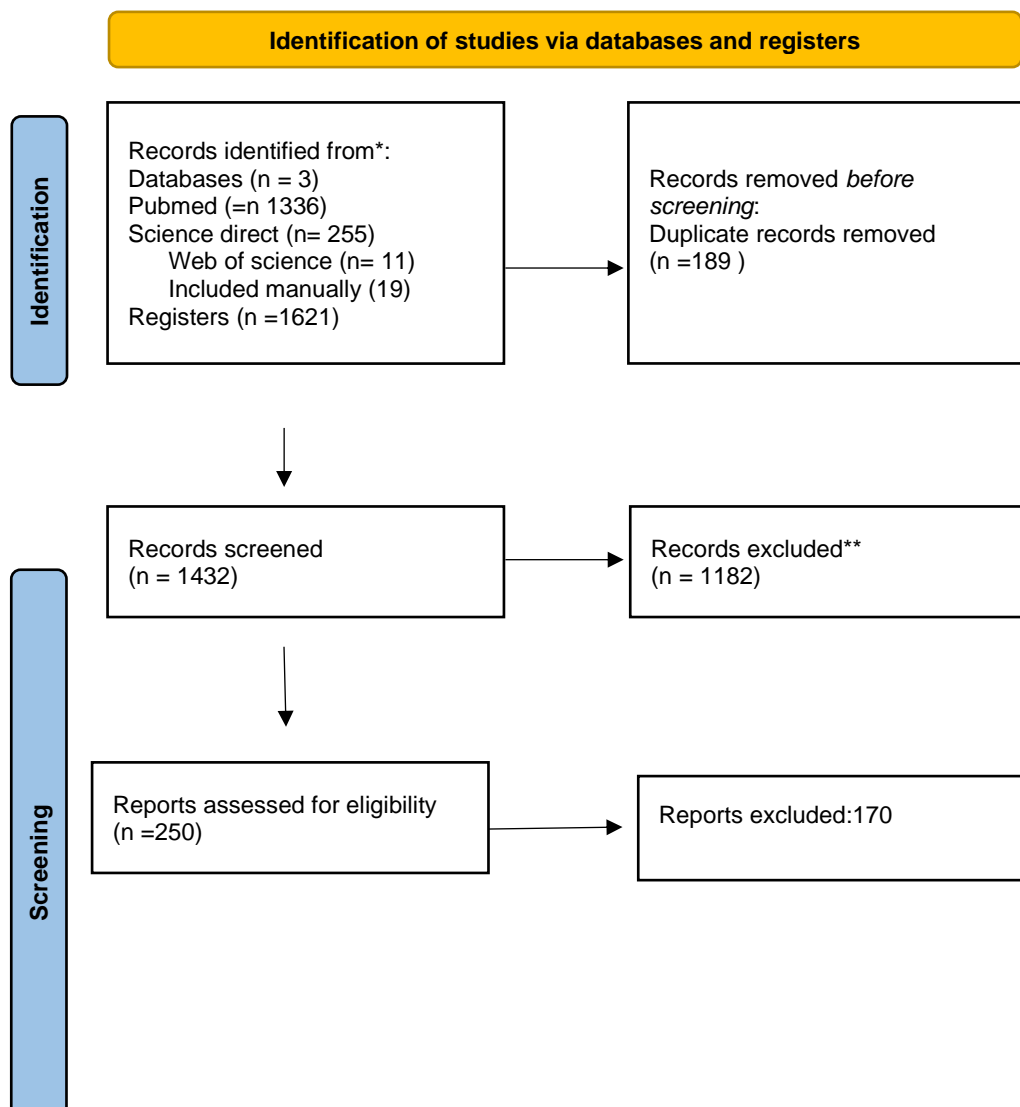 Identification of studies via databases and registers
Identification
Records identified from*:
Databases (n = 3)
Pubmed (=n 1336)
Science direct (n= 255)
Web of science (n= 11)
Included manually (19)
Registers (n =1621)
Records removed before
screening:
Duplicate records removed
(n =189 )
Screening
Records screened
(n = 1432)
Records excluded**
(n = 1182)
Reports assessed for eligibility
(n =250)
Reports excluded:170